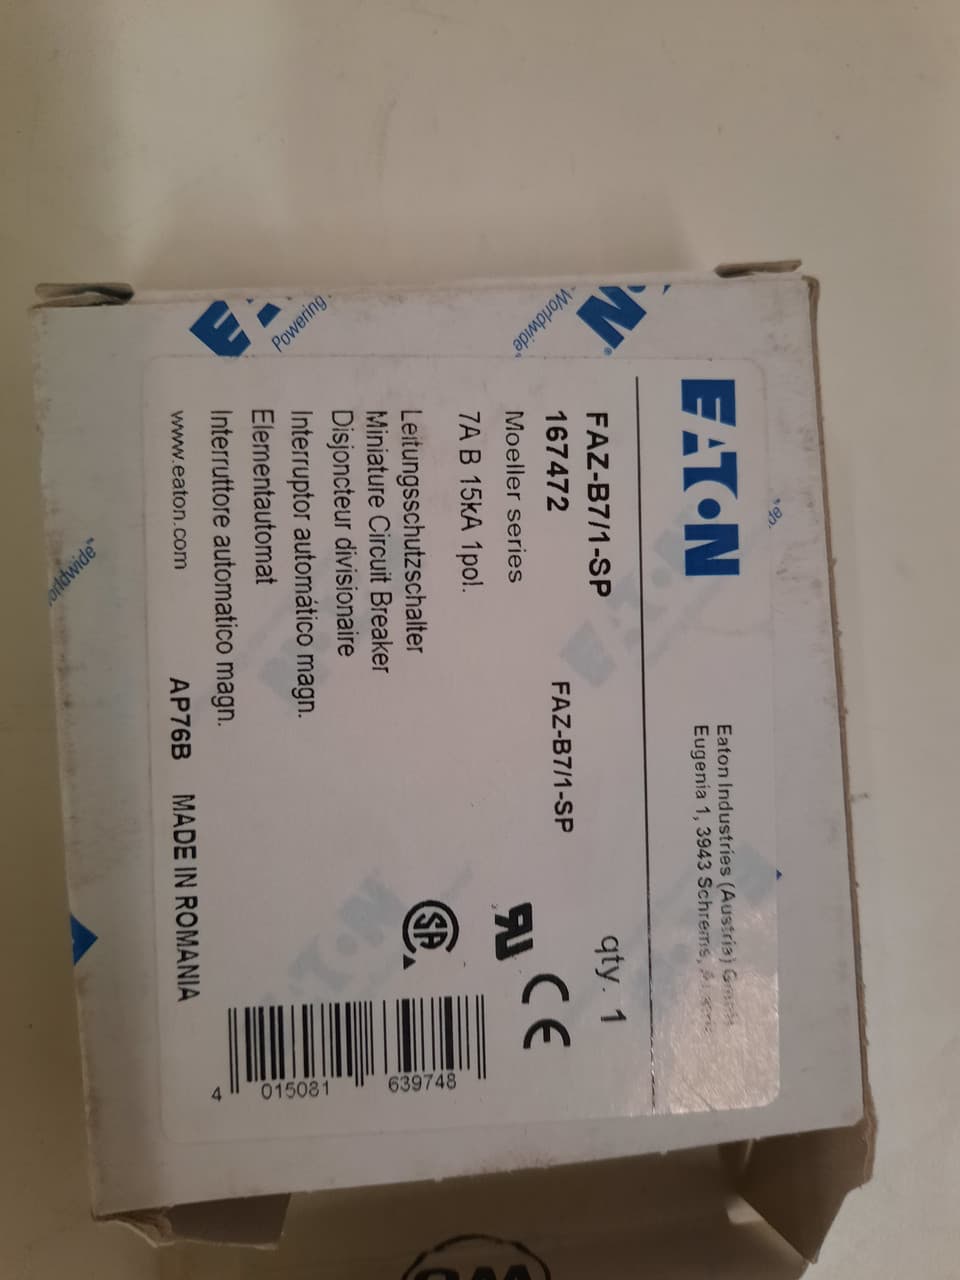 EATON
Eaton Industries (Austria) GmbH
Eugenia 1, 3943 Schrems,
FAZ-B7/1-SP
qty. 1
167472
FAZ-B7/1-SP
CE
Moeller series
7A B 15kA 1pol.
Leitungsschutzschalter
Miniature Circuit Breaker
Disjoncteur divisionaire
Interruptor automático magn.
Elementautomat
Interruttore automatico magn.
www.eaton.com
AP76B
MADE IN ROMANIA
4 015081 639748
Powering
Worldwide